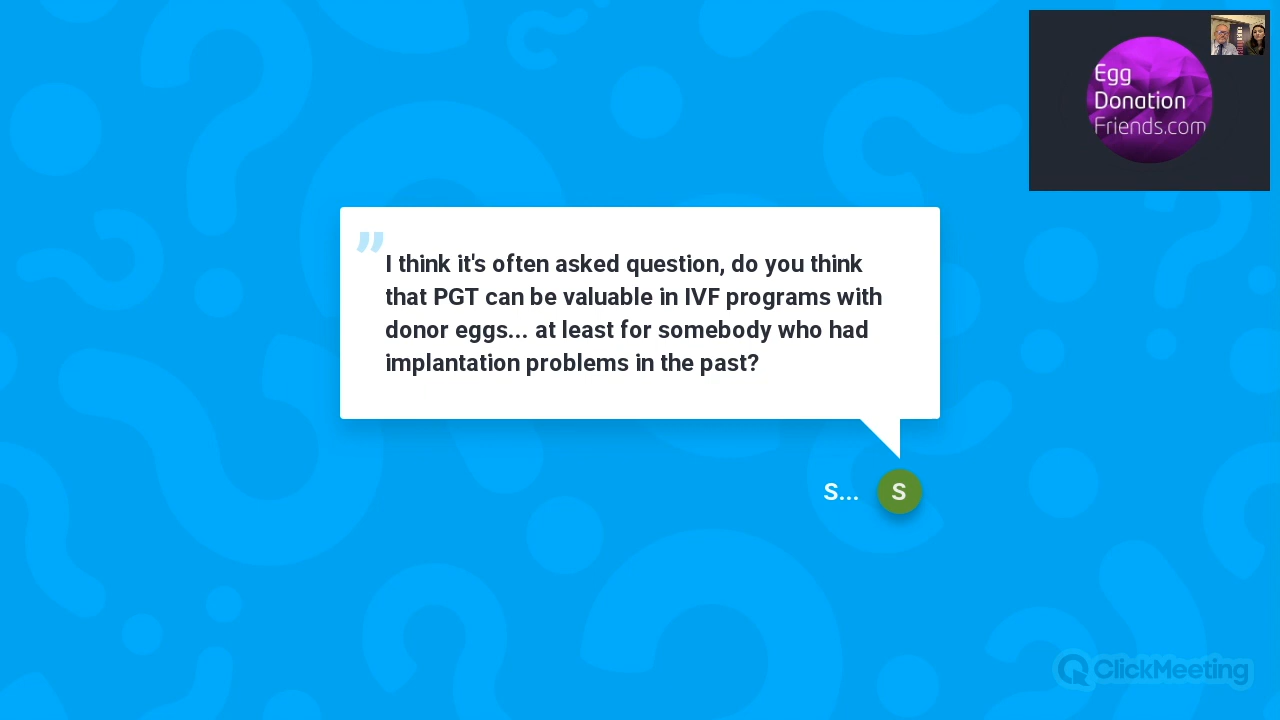 Egg
Donation
Friends.com
I think it's often asked question, do you think
that PGT can be valuable in IVF programs with
donor eggs... at least for somebody who had
implantation problems in the past?
S...
S
ClickMeeting